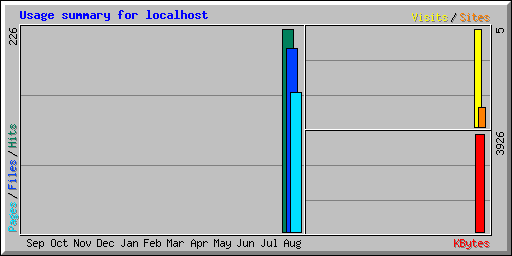 Usage summary for localhost
Visits / Sites
226
5
Pages / Files / Hits
3926
Sep Oct Nov Dec Jan Feb Mar Apr May Jun Jul Aug
KBytes